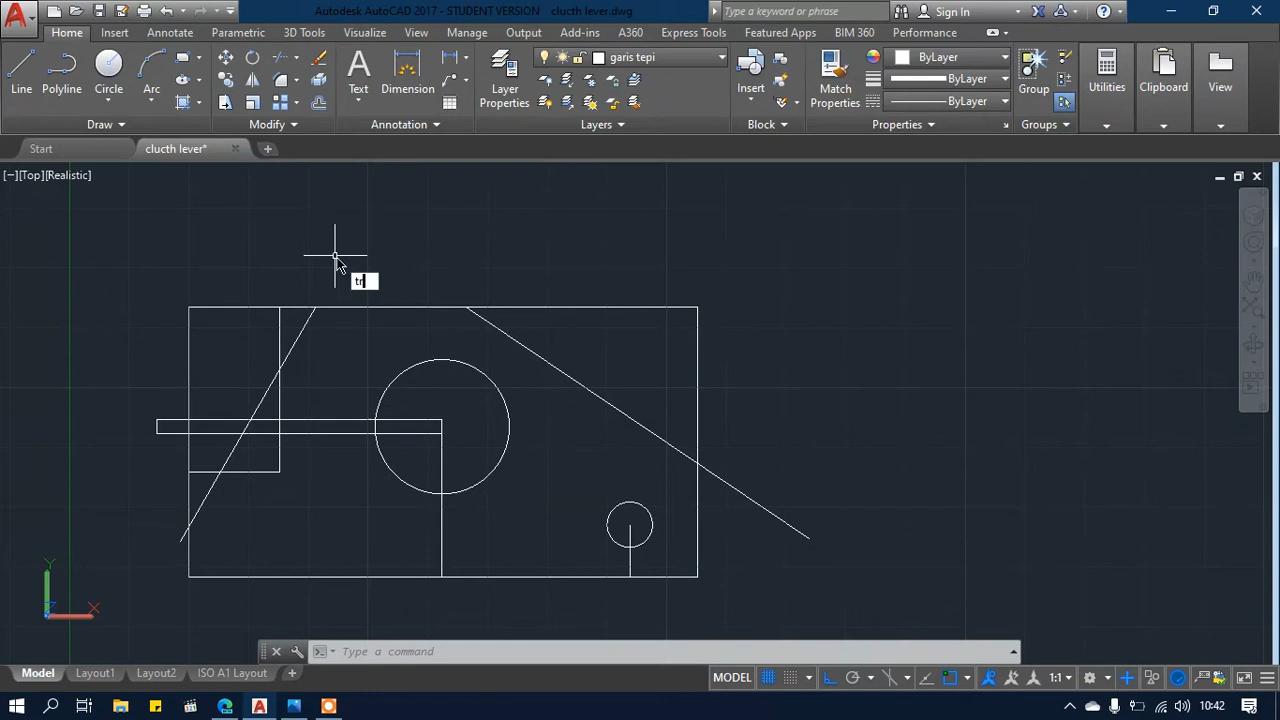 Autodesk AutoCAD 2017 - STUDENT VERSION clucth lever.dwg
Type a keyword or phrase
Sign In
Home Insert Annotate Parametric 3D Tools Visualize View Manage Output Add-ins A360 Express Tools Featured Apps BIM 360 Performance
Line
Polyline
Circle
Arc
Text
Dimension
Layer
Properties
garis tepi
Insert
Match
Properties
ByLayer
ByLayer
ByLayer
Group
Utilities
Clipboard
View
Draw
Modify
Annotation
Layers
Block
Properties
Groups
Start
clucth lever*
[−][Top][Realistic]
tr
Y
X
Type a command
Model Layout1 Layout2 ISO A1 Layout
MODEL
1:1
10:42